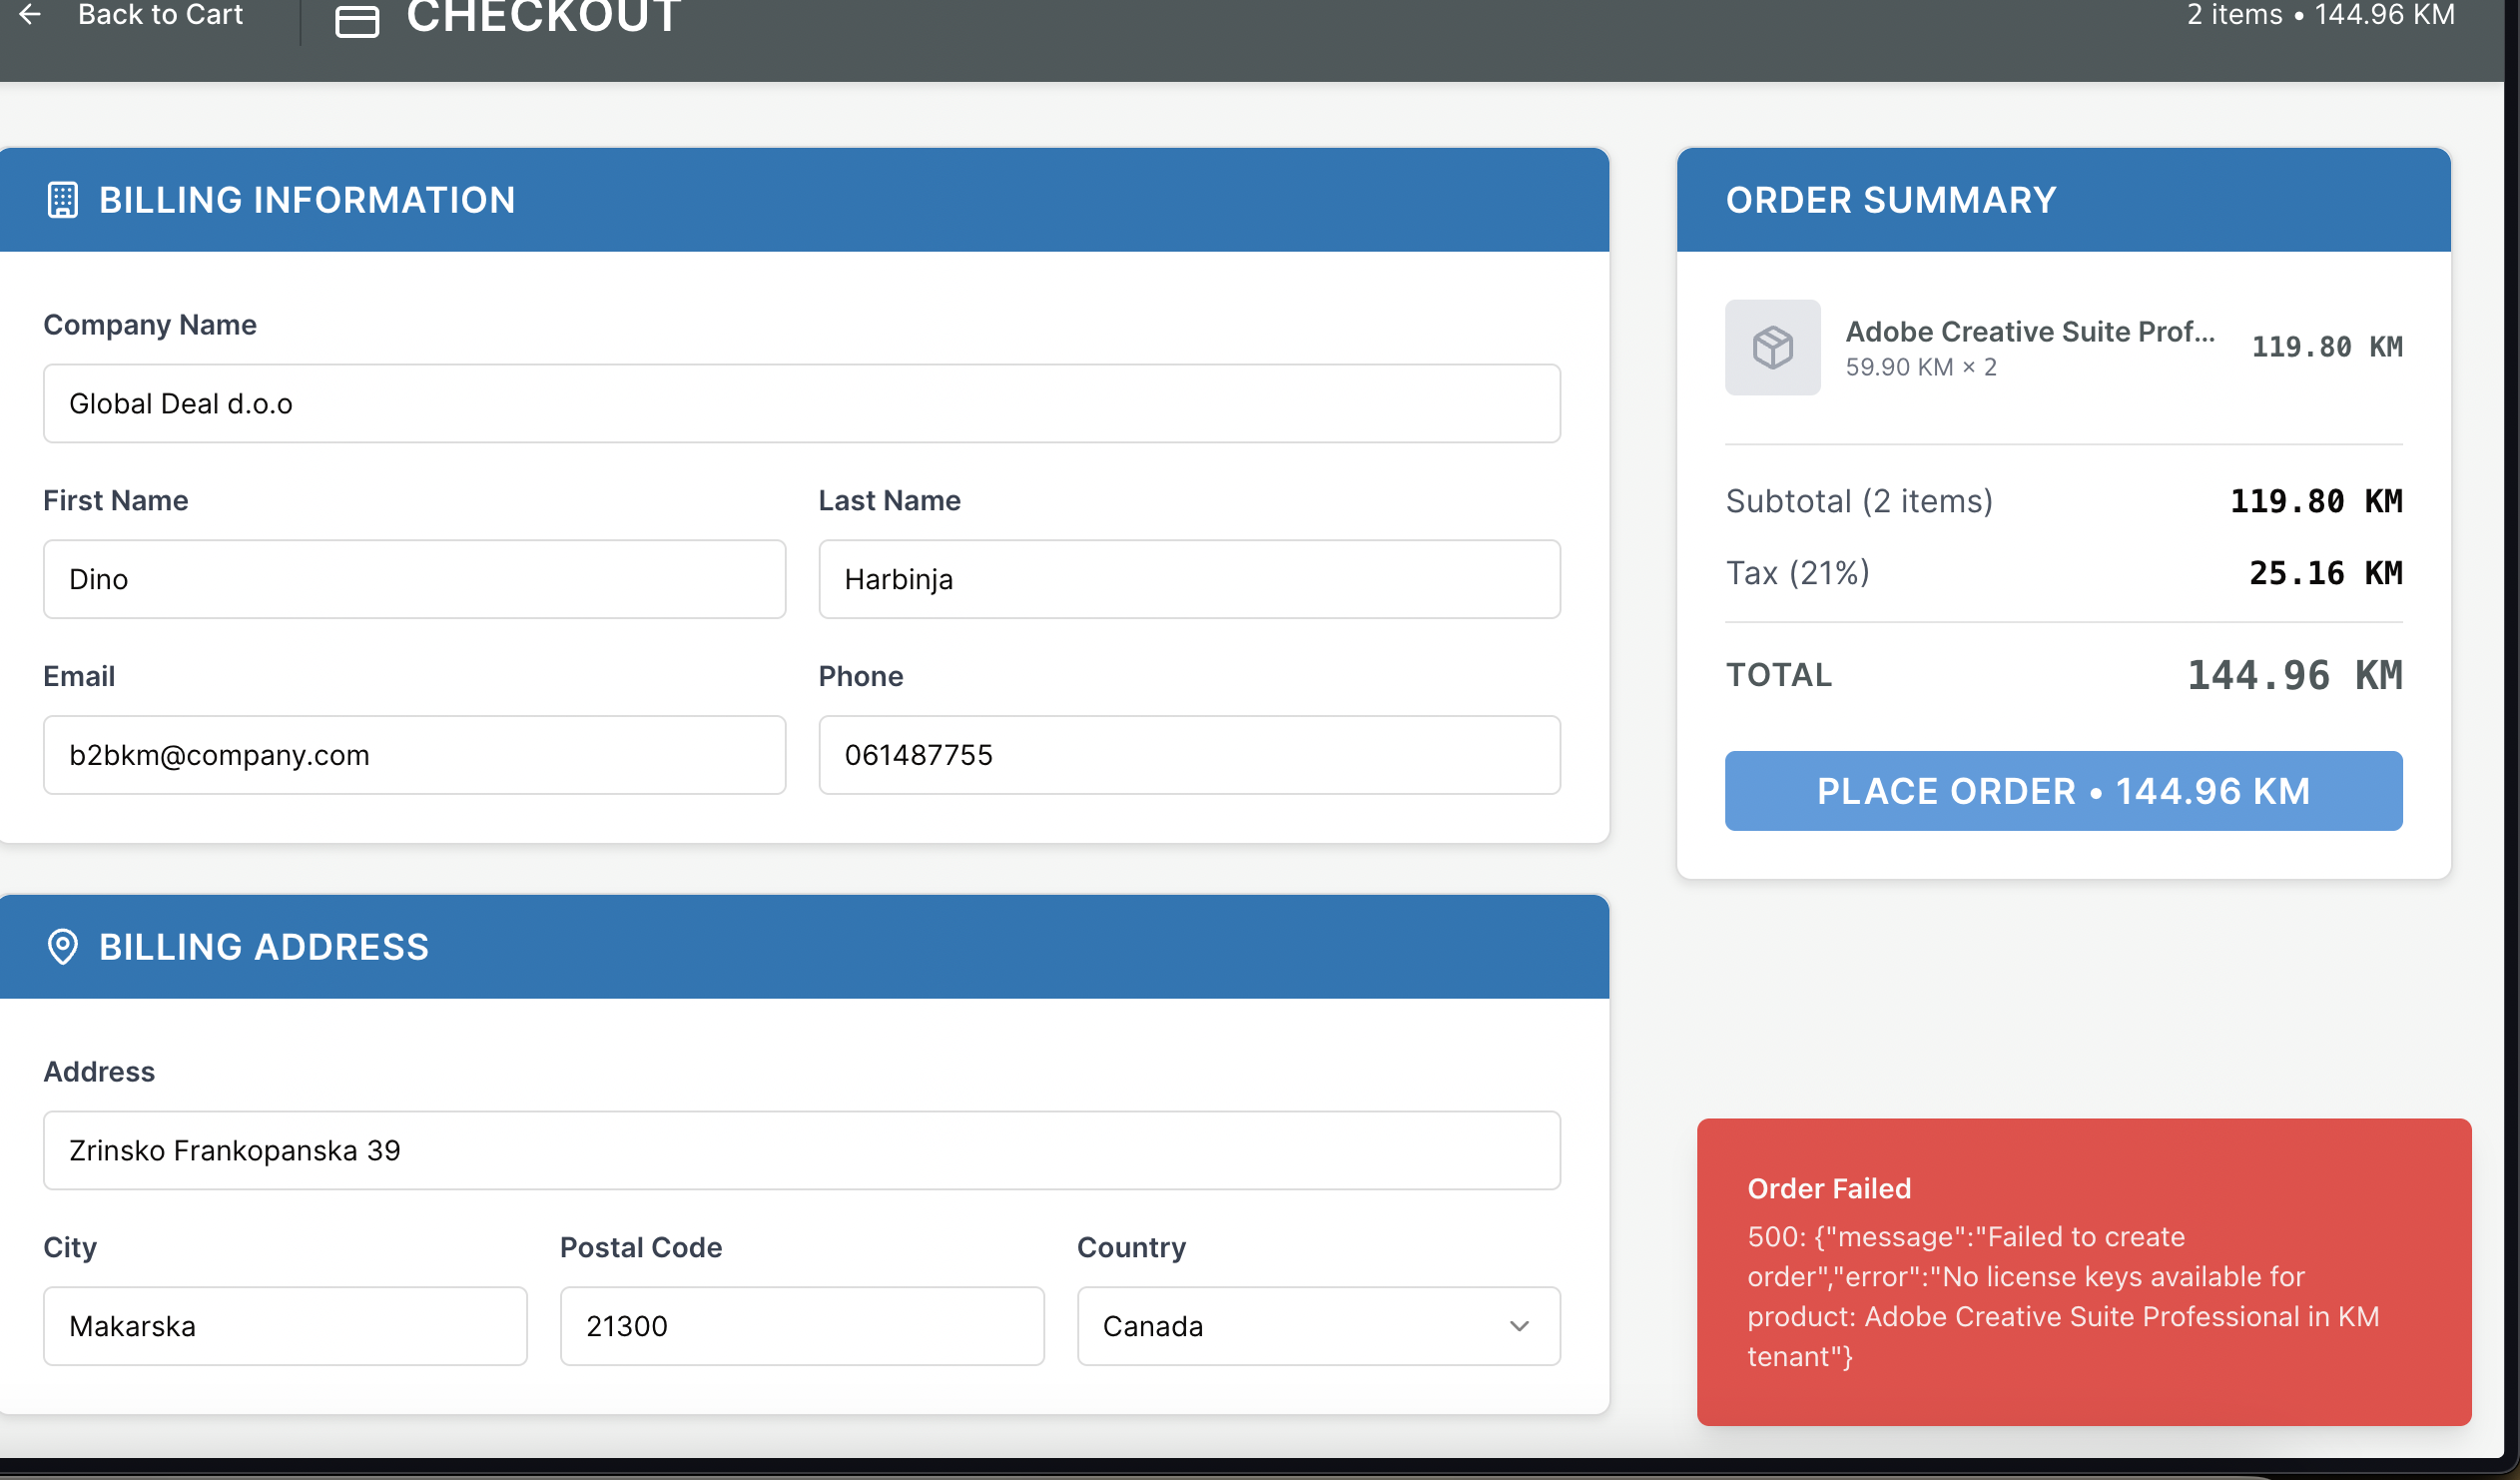 Back to Cart
CHECKOUT
2 items • 144.96 KM
BILLING INFORMATION
Company Name
Global Deal d.o.o
First Name
Last Name
Dino
Harbinja
Email
Phone
b2bkm@company.com
061487755
BILLING ADDRESS
Address
Zrinsko Frankopanska 39
City
Postal Code
Country
Makarska
21300
Canada
ORDER SUMMARY
Adobe Creative Suite Prof...
59.90 KM × 2
119.80 KM
Subtotal (2 items)
119.80 KM
Tax (21%)
25.16 KM
TOTAL
144.96 KM
PLACE ORDER • 144.96 KM
Order Failed
500: {"message":"Failed to create
order","error":"No license keys available for
product: Adobe Creative Suite Professional in KM
tenant"}